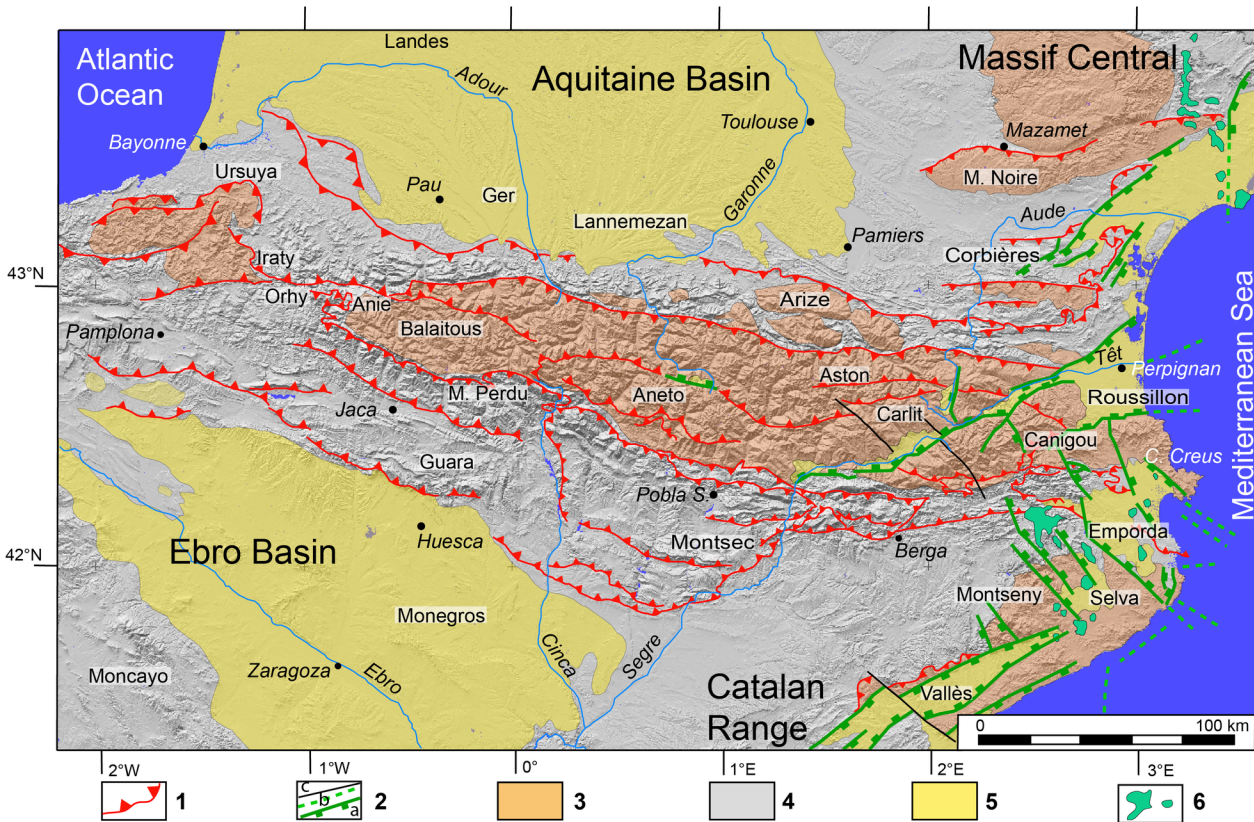 Landes
Atlantic
Ocean
Adour
Aquitaine Basin
Massif Central
Toulouse
Bayonne
Mazamet
Ursuya
M. Noire
Pau
Ger
Garonne
Lannemezan
Aude
Pamiers
Corbières
43°N
Iraty
Orhy
Anie
Arize
Balaitous
Pamplona
Mediterranean Sea
Têt
Perpignan
Aston
M. Perdu
Aneto
Roussillon
Jaca
Carlit
Canigou
C. Creus
Guara
Pobla S.
Emporda
Huesca
Montsec
Berga
42°N
Ebro Basin
Montseny
Selva
Monegros
Cinca
Segre
Zaragoza
Ebro
Moncayo
Catalan
Range
Vallès
0 100 km
2°W 1°W 0° 1°E 2°E 3°E
1 c b a 2 3 4 5 6